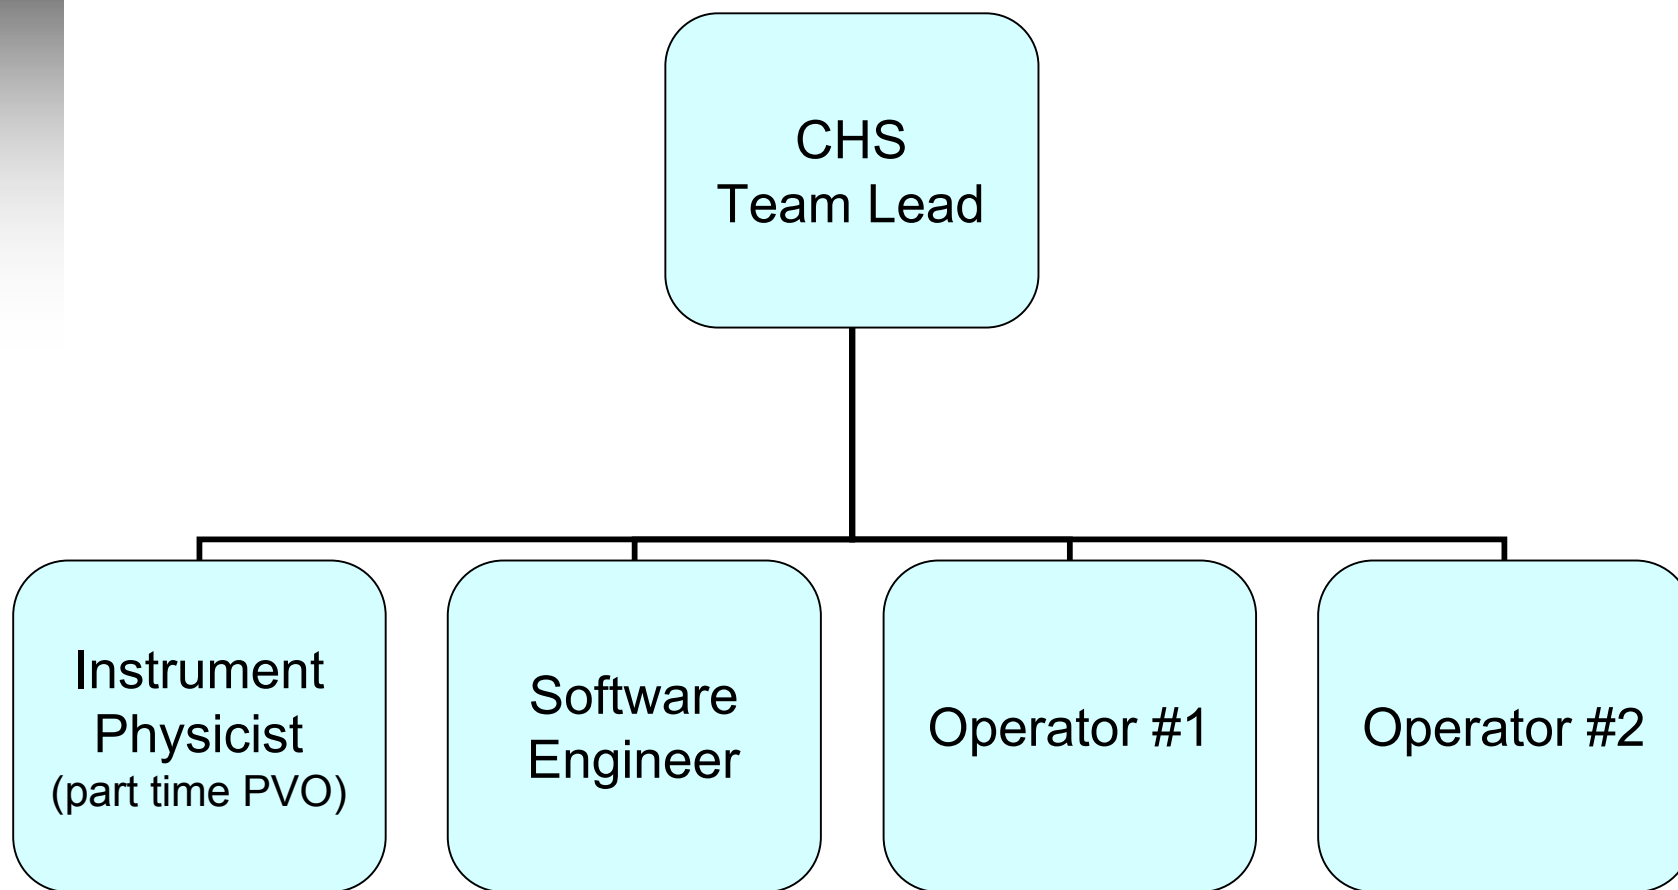 CHS
Team Lead
Instrument
Physicist
(part time PVO)
Software
Engineer
Operator #1
Operator #2